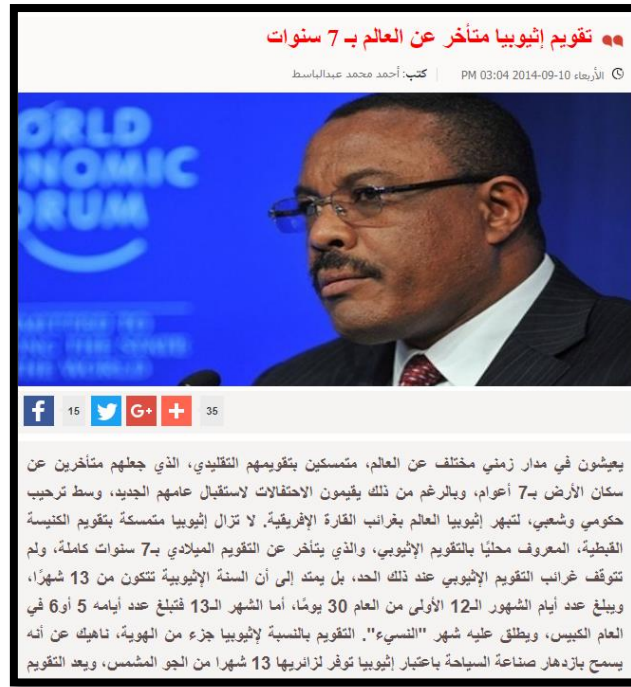 تقويم إثيوبيا متأخر عن العالم بـ 7 سنوات
الأربعاء 10-09-2014 03:04 PM | كتب: أحمد محمد عبدالباسط
ORLD
NOMIC
ORUM
COMMITTED TO
ING THE STATE
THE WORLD
f 15 G+ + 35
يعيشون في مدار زمني مختلف عن العالم، متمسكين بتقويمهم التقليدي، الذي جعلهم متأخرين عن
سكان الأرض بـ7 أعوام، وبالرغم من ذلك يقيمون الاحتفالات لاستقبال عامهم الجديد، وسط ترحيب
حكومي وشعبي، لتبهر إثيوبيا العالم بغرائب القارة الإفريقية. لا تزال إثيوبيا متمسكة بتقويم الكنيسة
القبطية، المعروف محليًا بالتقويم الإثيوبي، والذي يتأخر عن التقويم الميلادي بـ7 سنوات كاملة، ولم
تتوقف غرائب التقويم الإثيوبي عند ذلك الحد، بل يمتد إلى أن السنة الإثيوبية تتكون من 13 شهرًا،
ويبلغ عدد أيام الشهور الـ12 الأولى من العام 30 يومًا، أما الشهر الـ13 فتبلغ عدد أيامه 5 أو6 في
العام الكبيس، ويطلق عليه شهر "النسيء". التقويم بالنسبة لإثيوبيا جزء من الهوية، ناهيك عن أنه
يسمح بازدهار صناعة السياحة باعتبار إثيوبيا توفر لزائريها 13 شهرا من الجو المشمس، ويعد التقويم